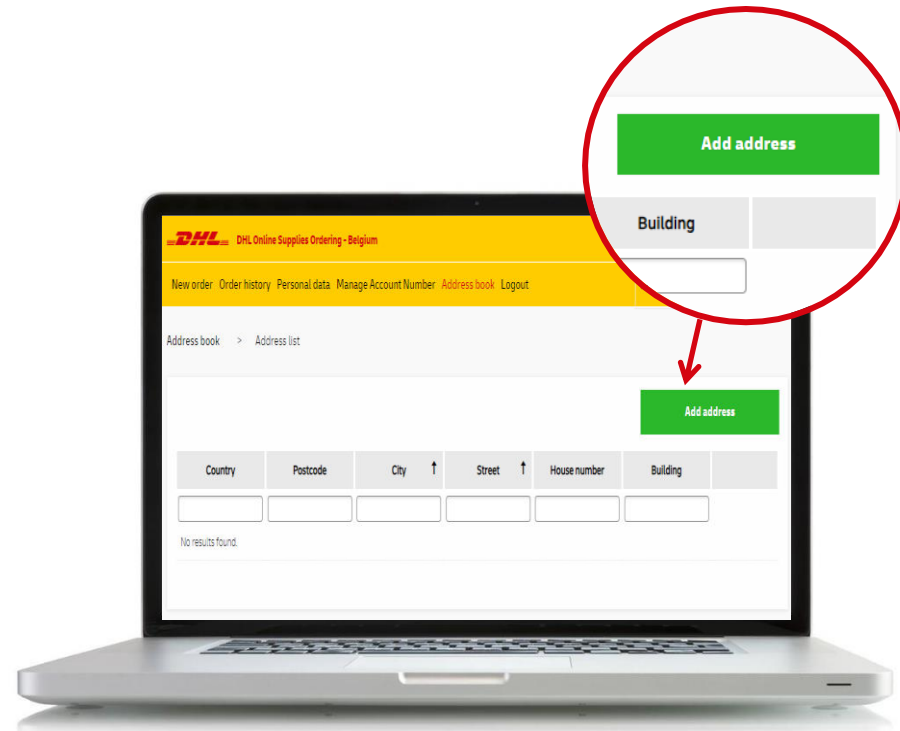 Add address
Building
DHL DHL Online Supplies Ordering - Belgium
New order Order history Personal data Manage Account Number Address book Logout
Address book > Address list
Add address
Country Postcode City ↑ Street ↑ House number Building
No results found.